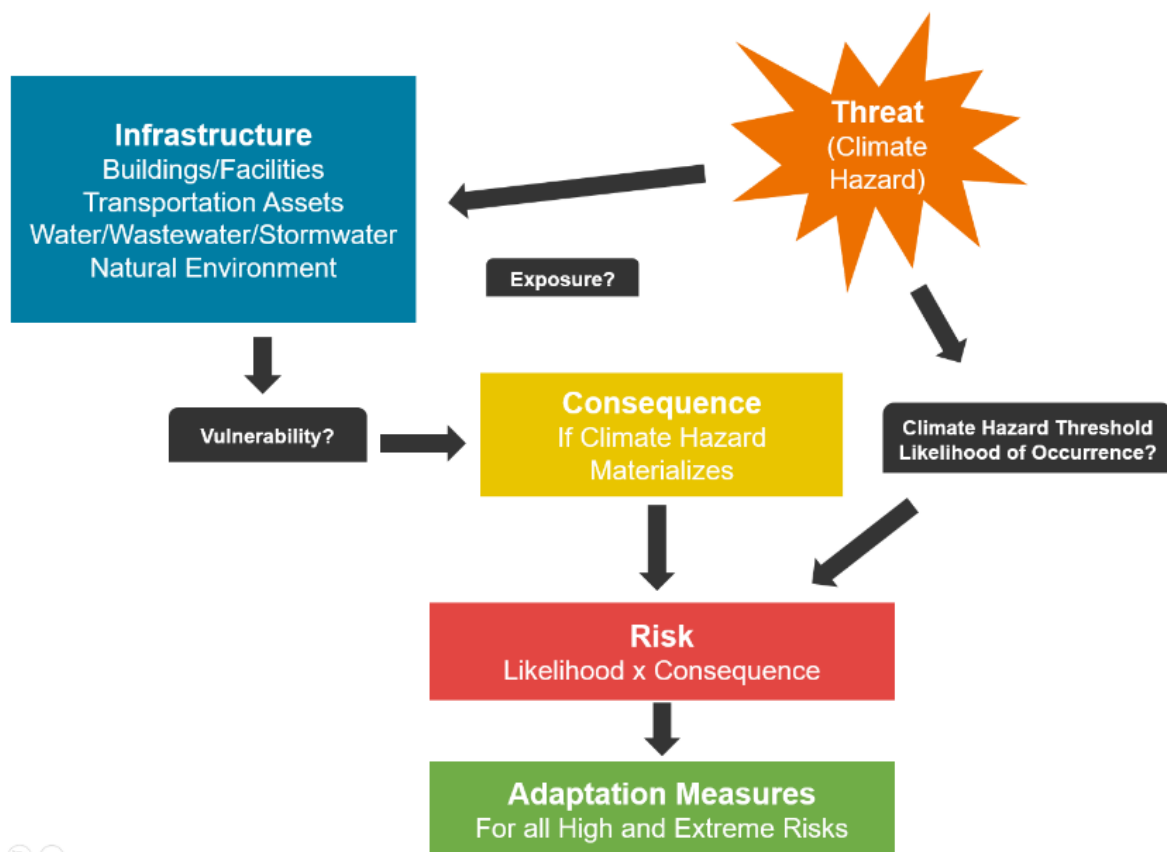 Infrastructure
Buildings/Facilities
Transportation Assets
Water/Wastewater/Stormwater
Natural Environment
Threat
(Climate
Hazard)
Exposure?
Vulnerability?
Consequence
If Climate Hazard
Materializes
Climate Hazard Threshold
Likelihood of Occurrence?
Risk
Likelihood x Consequence
Adaptation Measures
For all High and Extreme Risks